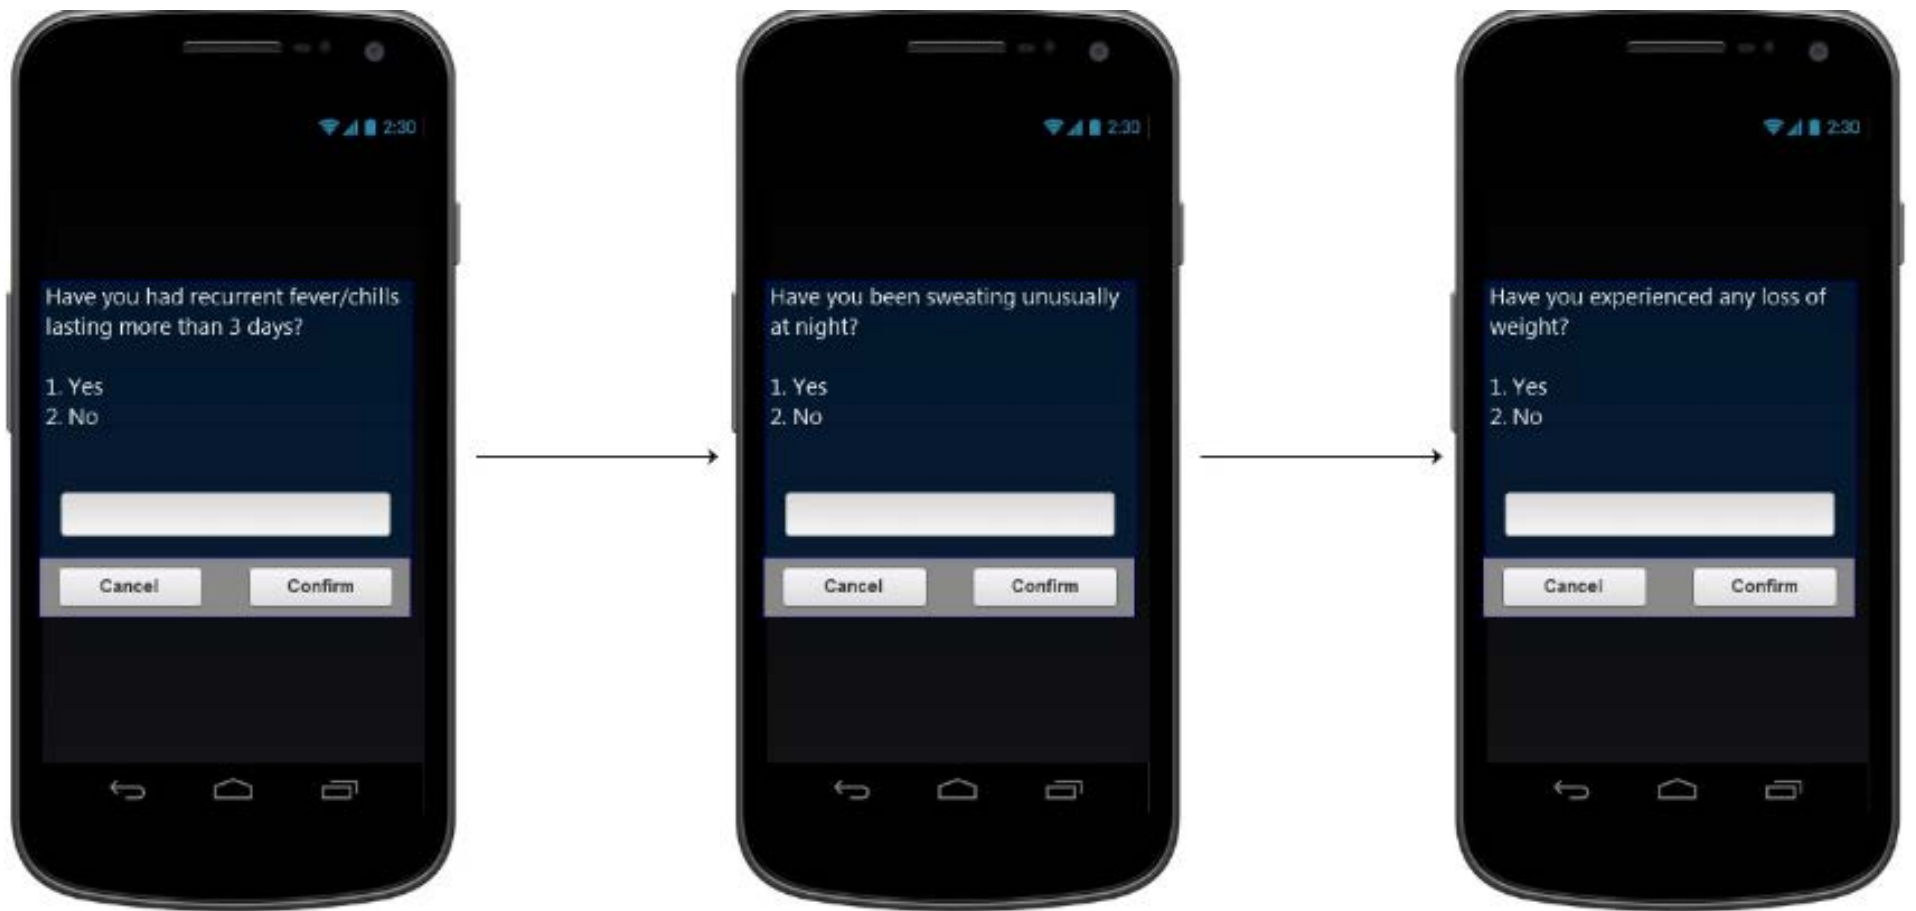 2:30
Have you had recurrent fever/chills
lasting more than 3 days?
1. Yes
2. No
Cancel
Confirm
2:30
Have you been sweating unusually
at night?
1. Yes
2. No
Cancel
Confirm
2:30
Have you experienced any loss of
weight?
1. Yes
2. No
Cancel
Confirm